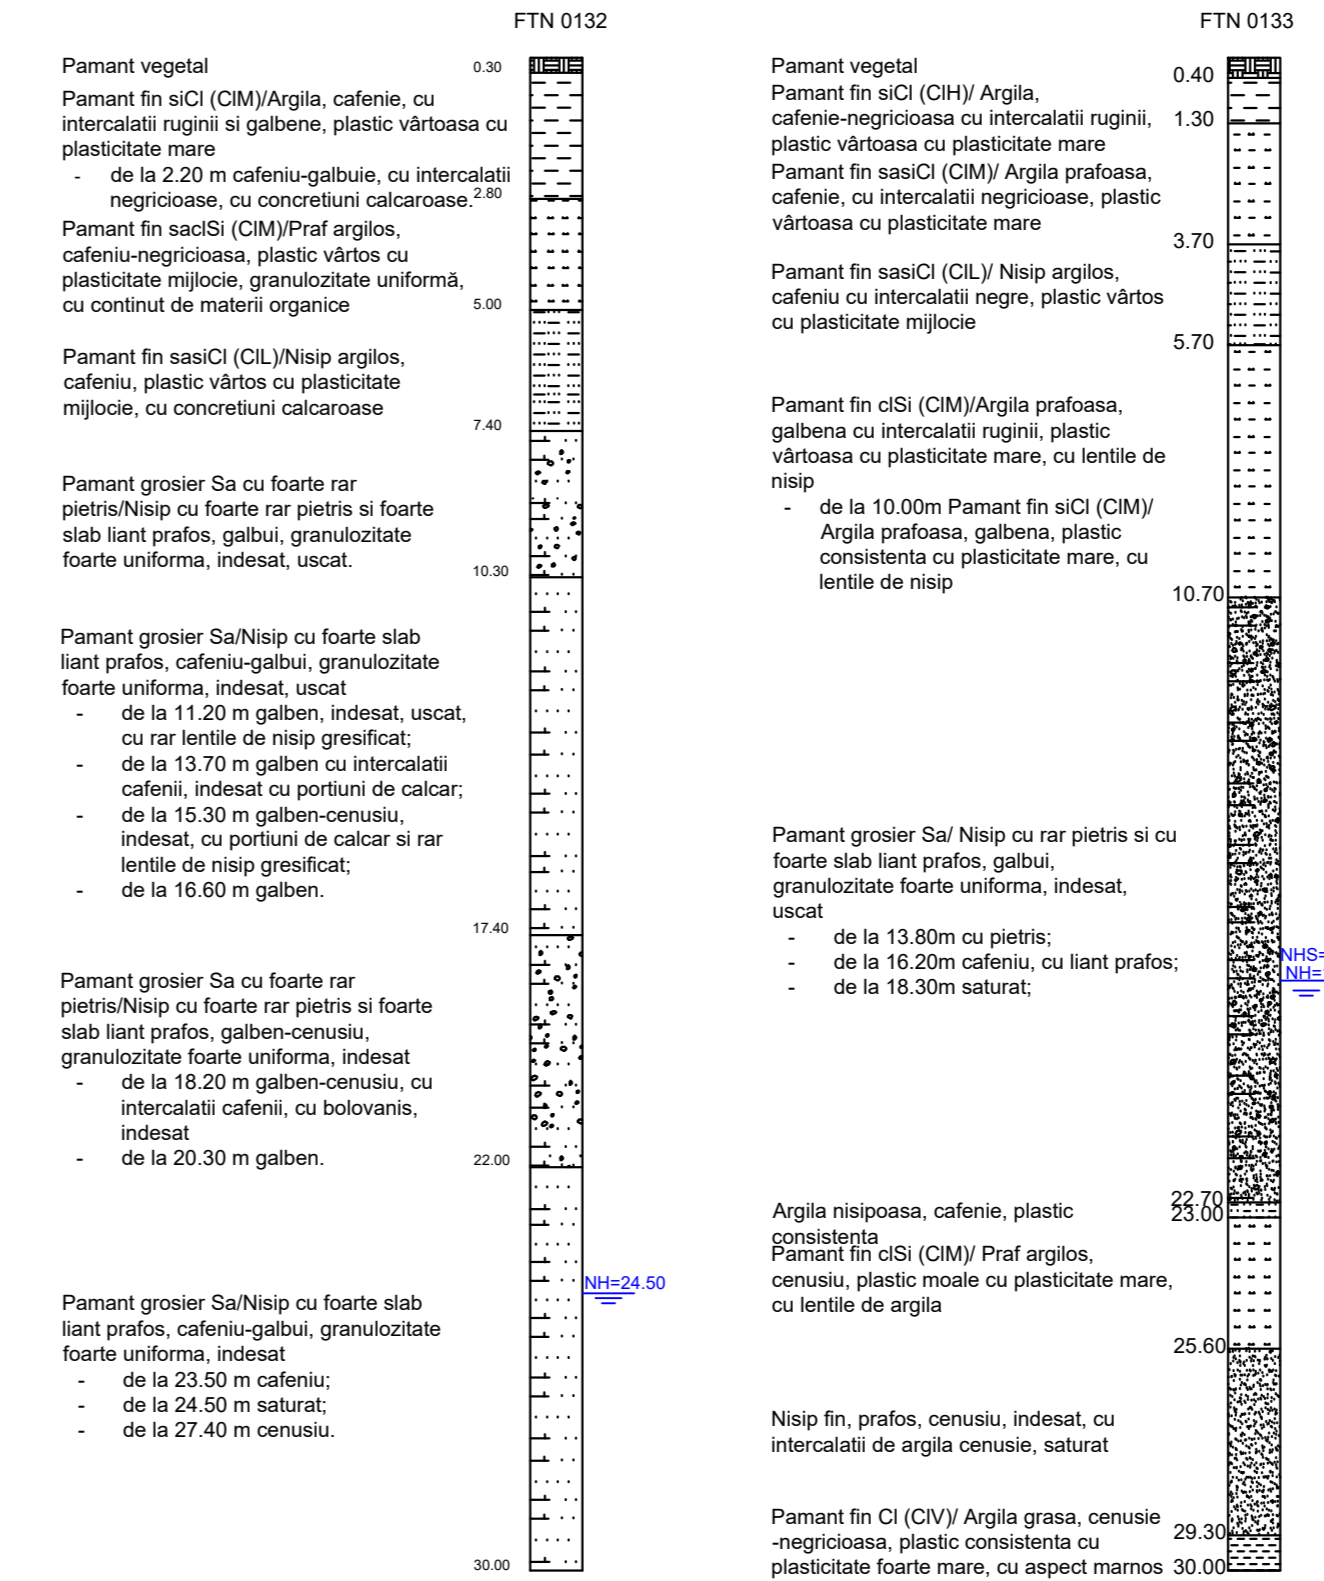 FTN 0132
Pamant vegetal
0.30
Pamant fin siCl (ClM)/Argila, cafenie, cu
intercalatii ruginii si galbene, plastic vârtoasa cu
plasticitate mare
- de la 2.20 m cafeniu-galbuie, cu intercalatii
negricioase, cu concretiuni calcaroase.
2.80
Pamant fin saclSi (ClM)/Praf argilos,
cafeniu-negricioasa, plastic vârtos cu
plasticitate mijlocie, granulozitate uniformă,
cu continut de materii organice
5.00
Pamant fin sasiCl (ClL)/Nisip argilos,
cafeniu, plastic vârtos cu plasticitate
mijlocie, cu concretiuni calcaroase
7.40
Pamant grosier Sa cu foarte rar
pietris/Nisip cu foarte rar pietris si foarte
slab liant prafos, galbui, granulozitate
foarte uniforma, indesat, uscat.
10.30
Pamant grosier Sa/Nisip cu foarte slab
liant prafos, cafeniu-galbui, granulozitate
foarte uniforma, indesat, uscat
- de la 11.20 m galben, indesat, uscat,
cu rar lentile de nisip gresificat;
- de la 13.70 m galben cu intercalatii
cafenii, indesat cu portiuni de calcar;
- de la 15.30 m galben-cenusiu,
indesat, cu portiuni de calcar si rar
lentile de nisip gresificat;
- de la 16.60 m galben.
17.40
Pamant grosier Sa cu foarte rar
pietris/Nisip cu foarte rar pietris si foarte
slab liant prafos, galben-cenusiu,
granulozitate foarte uniforma, indesat
- de la 18.20 m galben-cenusiu, cu
intercalatii cafenii, cu bolovanis,
indesat
- de la 20.30 m galben.
22.00
NH=24.50
Pamant grosier Sa/Nisip cu foarte slab
liant prafos, cafeniu-galbui, granulozitate
foarte uniforma, indesat
- de la 23.50 m cafeniu;
- de la 24.50 m saturat;
- de la 27.40 m cenusiu.
30.00
FTN 0133
Pamant vegetal
0.40
Pamant fin siCl (ClH)/ Argila,
cafenie-negricioasa cu intercalatii ruginii,
plastic vârtoasa cu plasticitate mare
1.30
Pamant fin sasiCl (ClM)/ Argila prafoasa,
cafenie, cu intercalatii negricioase, plastic
vârtoasa cu plasticitate mare
3.70
Pamant fin sasiCl (ClL)/ Nisip argilos,
cafeniu cu intercalatii negre, plastic vârtos
cu plasticitate mijlocie
5.70
Pamant fin clSi (ClM)/Argila prafoasa,
galbena cu intercalatii ruginii, plastic
vârtoasa cu plasticitate mare, cu lentile de
nisip
- de la 10.00m Pamant fin siCl (ClM)/
Argila prafoasa, galbena, plastic
consistenta cu plasticitate mare, cu
lentile de nisip
10.70
Pamant grosier Sa/ Nisip cu rar pietris si cu
foarte slab liant prafos, galbui,
granulozitate foarte uniforma, indesat,
uscat
- de la 13.80m cu pietris;
- de la 16.20m cafeniu, cu liant prafos;
- de la 18.30m saturat;
NHS=
NH=
22.70
23.00
Argila nisipoasa, cafenie, plastic
consistenta
Pamant fin clSi (ClM)/ Praf argilos,
cenusiu, plastic moale cu plasticitate mare,
cu lentile de argila
25.60
Nisip fin, prafos, cenusiu, indesat, cu
intercalatii de argila cenusie, saturat
29.30
Pamant fin Cl (ClV)/ Argila grasa, cenusie
-negricioasa, plastic consistenta cu
plasticitate foarte mare, cu aspect marnos
30.00